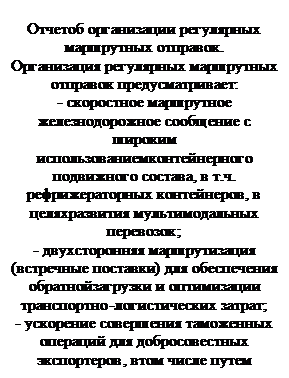 Отчетоб организации регулярных
маршрутных отправок.
Организация регулярных маршрутных
отправок предусматривает:
- скоростное маршрутное
железнодорожное сообщение с
широким
использованиемконтейнерного
подвижного состава, в т.ч.
рефрижераторных контейнеров, в
целяхразвития мультимодальных
перевозок;
- двухсторонняя маршрутизация
(встречные поставки) для обеспечения
обратнойзагрузки и оптимизации
транспортно-логистических затрат;
- ускорение совершения таможенных
операций для добросовестных
экспортеров, втом числе путем